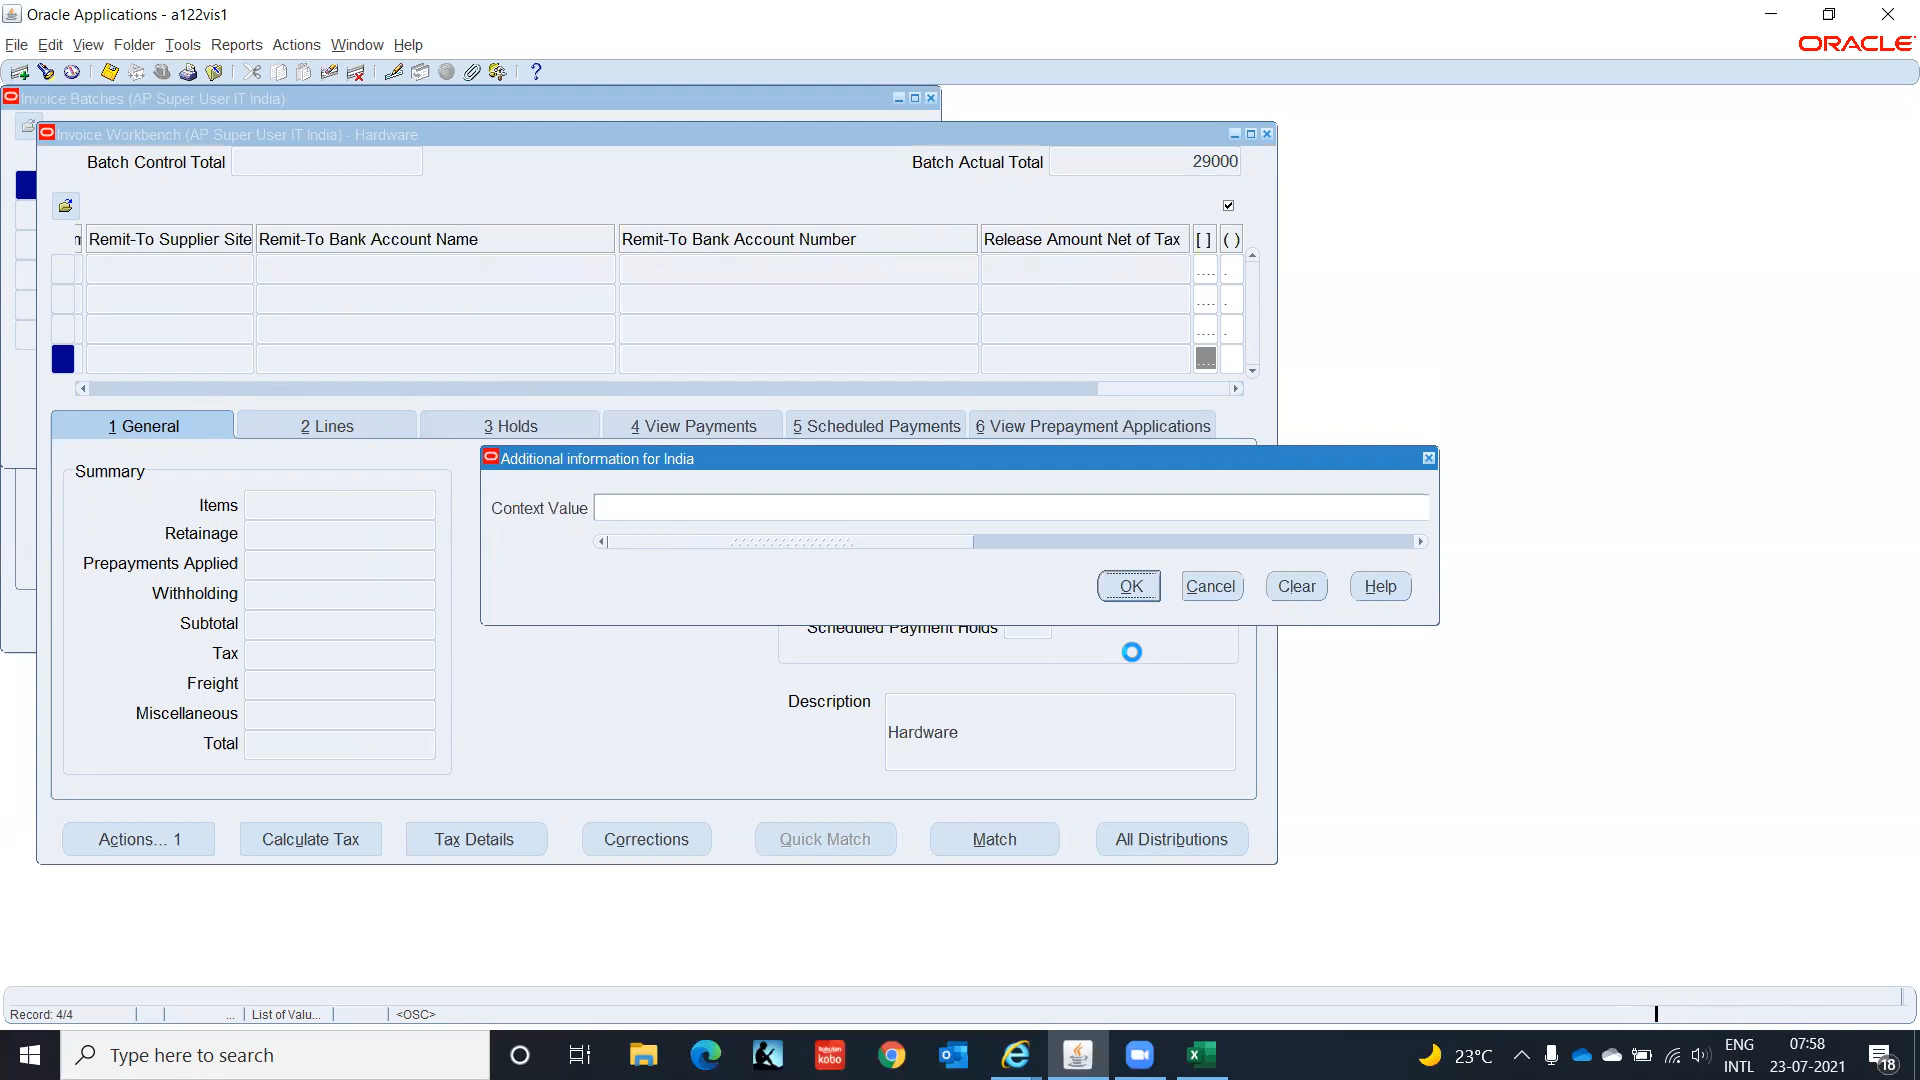 Oracle Applications - a122vis1
File Edit View Folder Tools Reports Actions Window Help
ORACLE
Invoice Batches (AP Super User IT India)
Invoice Workbench (AP Super User IT India) - Hardware
Batch Control Total
Batch Actual Total 29000
Remit-To Supplier Site Remit-To Bank Account Name Remit-To Bank Account Number Release Amount Net of Tax [ ] ( )
1 General 2 Lines 3 Holds 4 View Payments 5 Scheduled Payments 6 View Prepayment Applications
Additional information for India
Context Value
OK Cancel Clear Help
Summary
Items
Retainage
Prepayments Applied
Withholding
Subtotal
Tax
Freight
Miscellaneous
Total
Scheduled Payment Holds
Description
Hardware
Actions... 1 Calculate Tax Tax Details Corrections Quick Match Match All Distributions
Record: 4/4 ... List of Valu... <OSC>
Type here to search
Rakuten kobo
23°C
ENG
INTL
07:58
23-07-2021
18